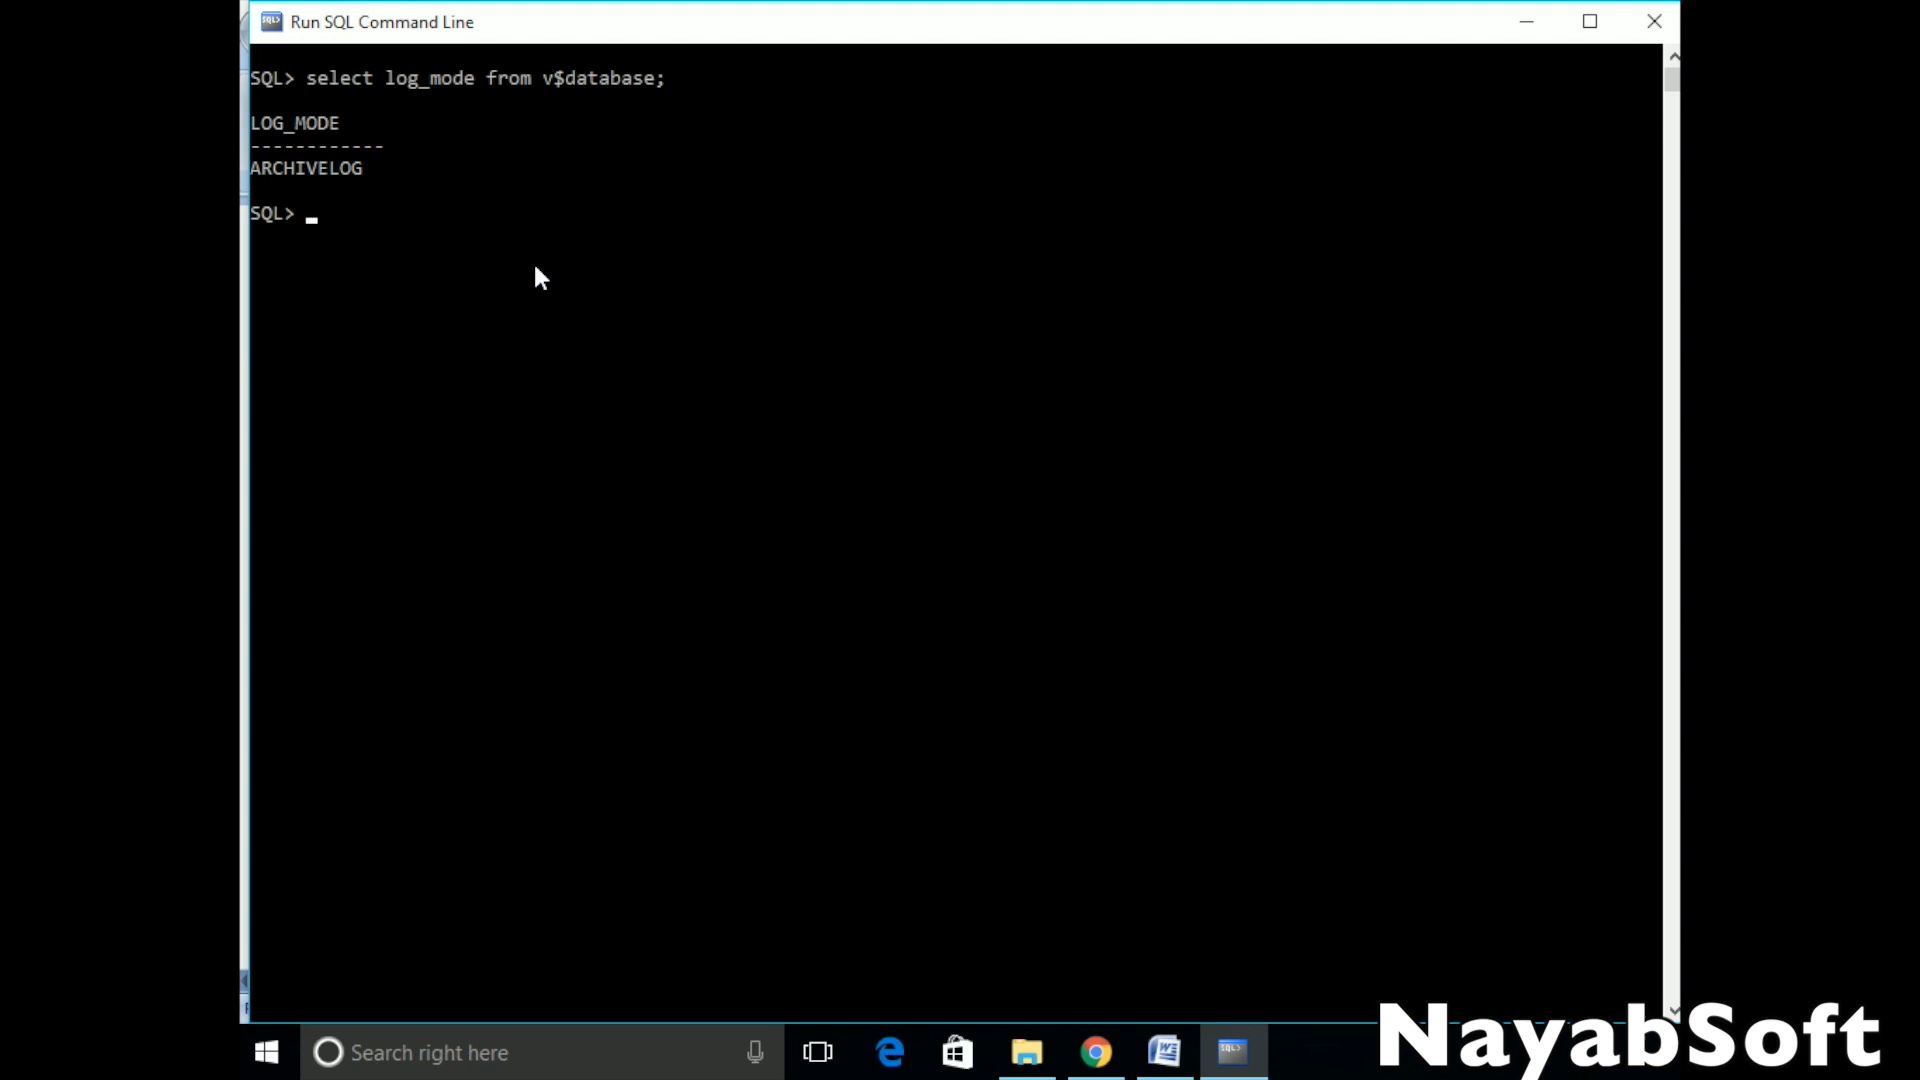 Run SQL Command Line
SQL> select log_mode from v$database;
LOG_MODE
------------
ARCHIVELOG
SQL>
Search right here
NayabSoft